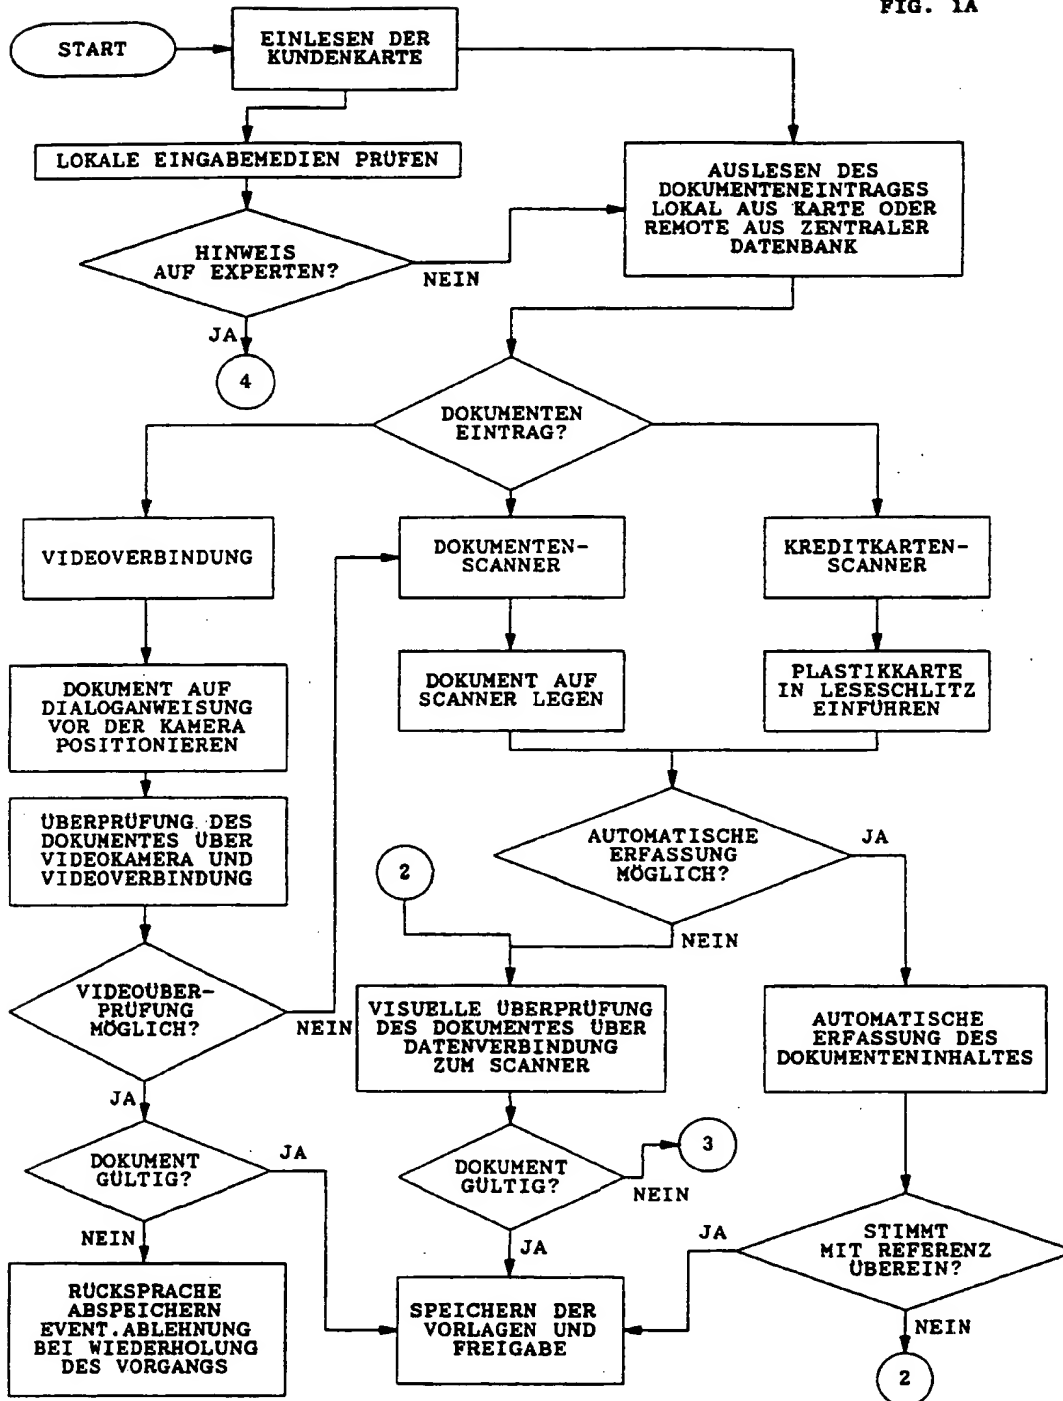 FIG. 1A
START
EINLESEN DER
KUNDENKARTE
LOKALE EINGABEMEDIEN PRÜFEN
AUSLESEN DES
DOKUMENTENEINTRAGES
LOKAL AUS KARTE ODER
REMOTE AUS ZENTRALER
DATENBANK
HINWEIS
AUF EXPERTEN?
NEIN
JA
4
DOKUMENTEN
EINTRAG?
VIDEOVERBINDUNG
DOKUMENTEN-
SCANNER
KREDITKARTEN-
SCANNER
DOKUMENT AUF
DIALOGANWEISUNG
VOR DER KAMERA
POSITIONIEREN
DOKUMENT AUF
SCANNER LEGEN
PLASTIKKARTE
IN LESESCHLITZ
EINFÜHREN
ÜBERPRÜFUNG DES
DOKUMENTES ÜBER
VIDEOKAMERA UND
VIDEOVERBINDUNG
AUTOMATISCHE
ERFASSUNG
MÖGLICH?
JA
2
NEIN
VIDEOÜBER-
PRÜFUNG
MÖGLICH?
NEIN
VISUELLE ÜBERPRÜFUNG
DES DOKUMENTES ÜBER
DATENVERBINDUNG
ZUM SCANNER
AUTOMATISCHE
ERFASSUNG DES
DOKUMENTENINHALTES
JA
DOKUMENT
GÜLTIG?
JA
DOKUMENT
GÜLTIG?
3
NEIN
NEIN
JA
JA
STIMMT
MIT REFERENZ
ÜBEREIN?
RÜCKSPRACHE
ABSPEICHERN
EVENT.ABLEHNUNG
BEI WIEDERHOLUNG
DES VORGANGS
SPEICHERN DER
VORLAGEN UND
FREIGABE
NEIN
2